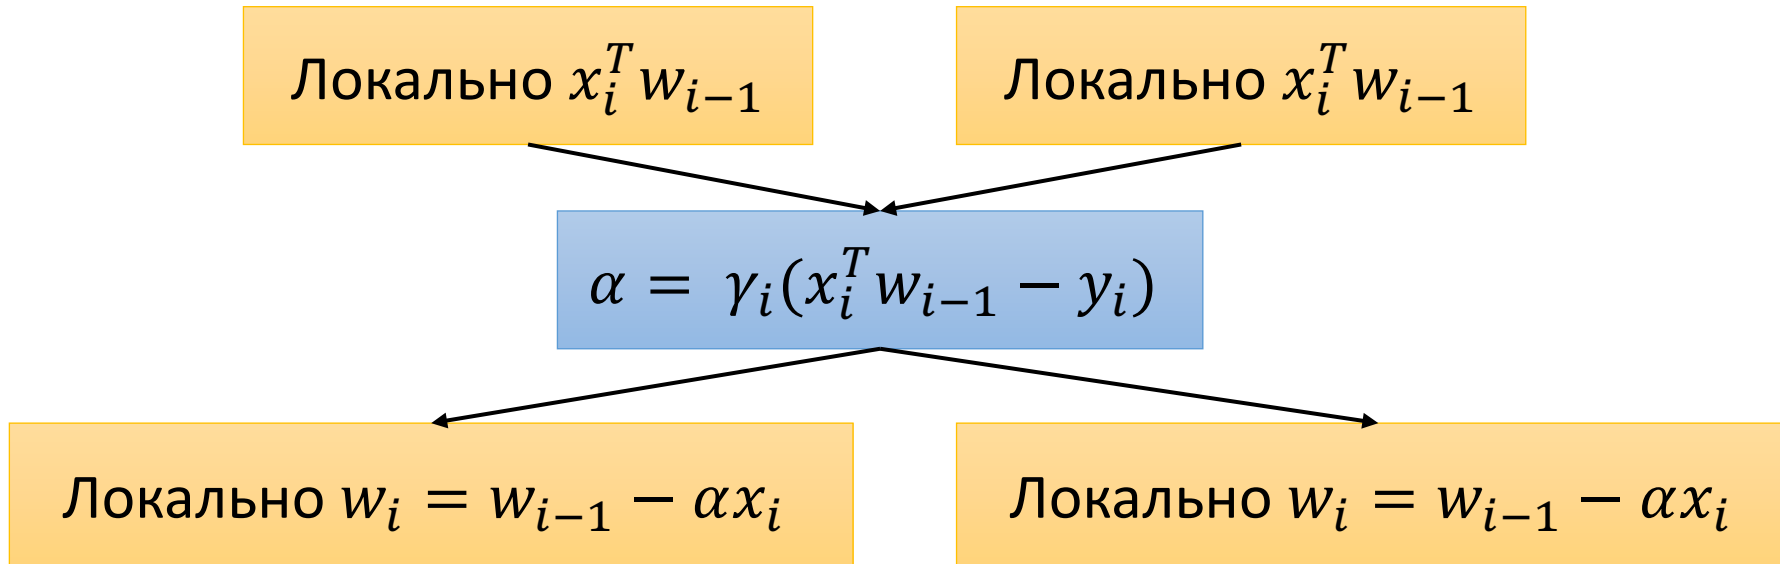 Локально $x_i^T w_{i-1}$
Локально $x_i^T w_{i-1}$
$\alpha = \gamma_i (x_i^T w_{i-1} - y_i)$
Локально $w_i = w_{i-1} - \alpha x_i$
Локально $w_i = w_{i-1} - \alpha x_i$